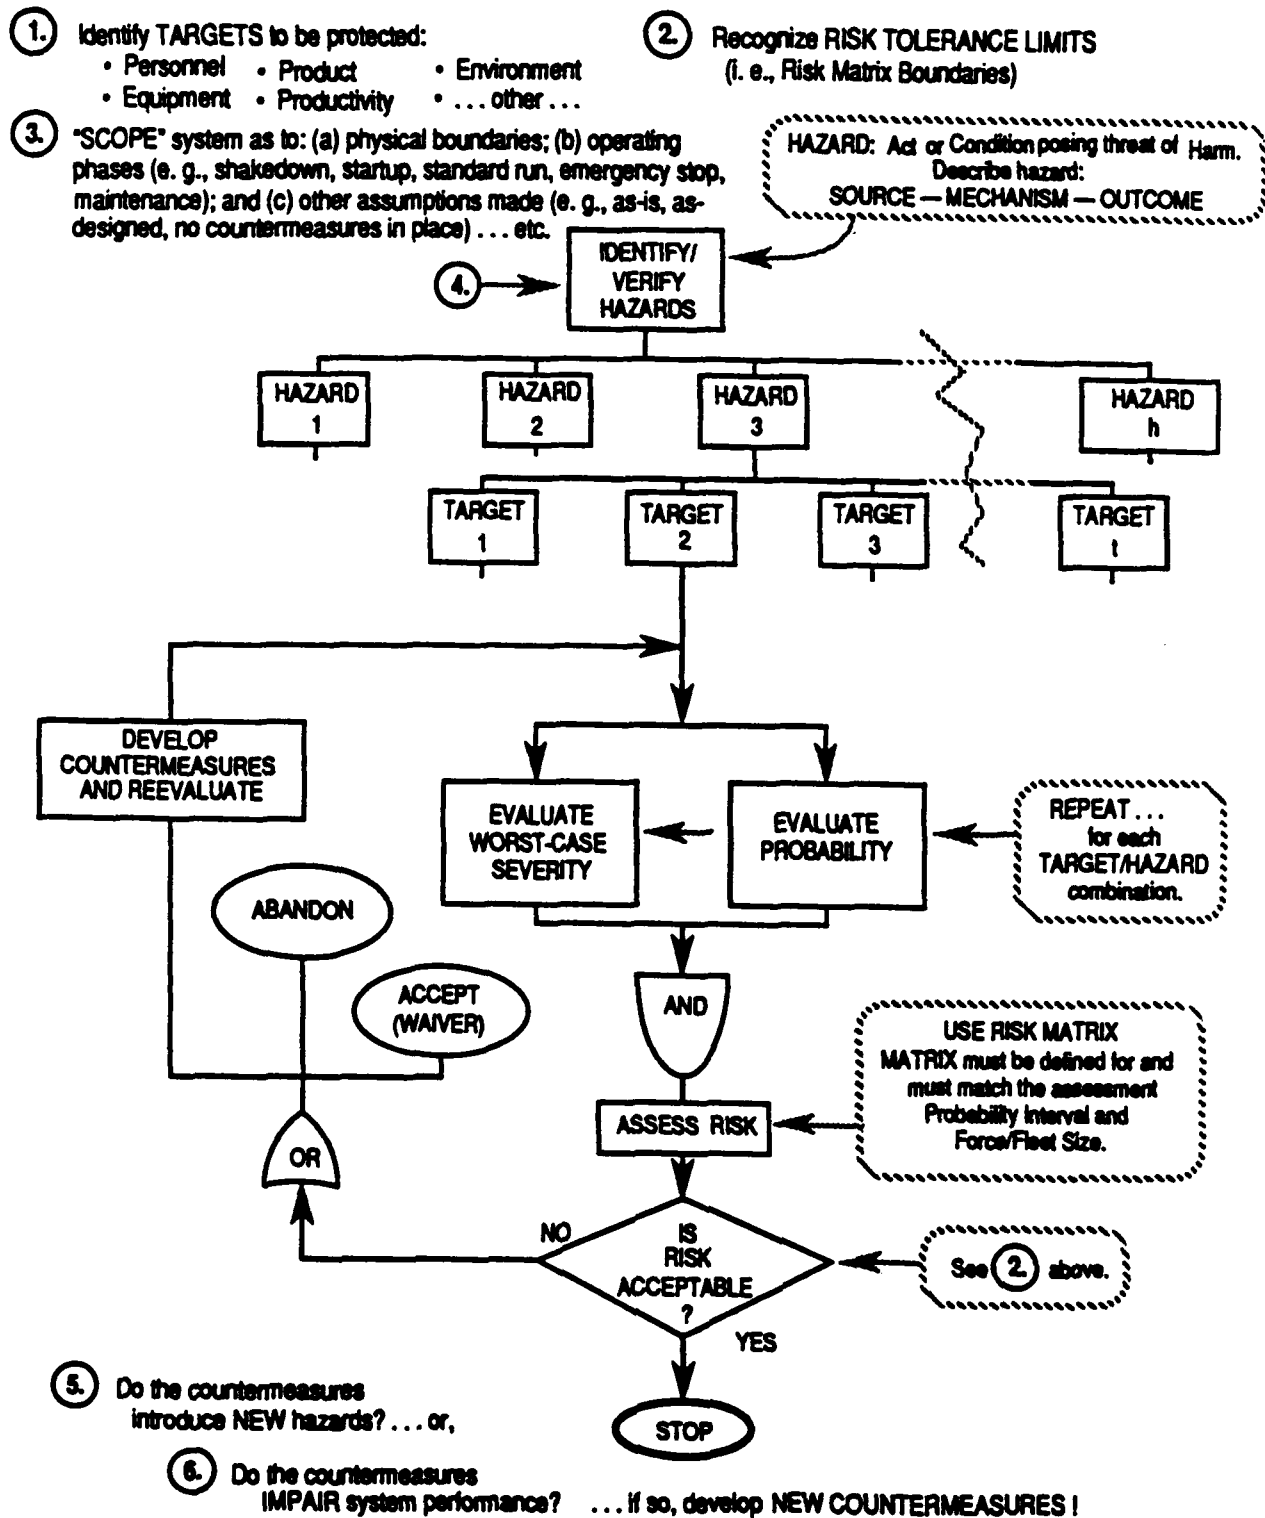 1. Identify TARGETS to be protected:
• Personnel • Product • Environment
• Equipment • Productivity • ... other ...
2. Recognize RISK TOLERANCE LIMITS
(i. e., Risk Matrix Boundaries)
3. "SCOPE" system as to: (a) physical boundaries; (b) operating
phases (e. g., shakedown, startup, standard run, emergency stop,
maintenance); and (c) other assumptions made (e. g., as-is, as-
designed, no countermeasures in place) ... etc.
HAZARD: Act or Condition posing threat of Harm.
Describe hazard:
SOURCE — MECHANISM — OUTCOME
4.
IDENTIFY/
VERIFY
HAZARDS
HAZARD
1
HAZARD
2
HAZARD
3
HAZARD
h
TARGET
1
TARGET
2
TARGET
3
TARGET
t
DEVELOP
COUNTERMEASURES
AND REEVALUATE
EVALUATE
WORST-CASE
SEVERITY
EVALUATE
PROBABILITY
REPEAT ...
for each
TARGET/HAZARD
combination.
ABANDON
ACCEPT
(WAIVER)
AND
USE RISK MATRIX
MATRIX must be defined for and
must match the assessment
Probability Interval and
Force/Fleet Size.
ASSESS RISK
OR
NO
IS
RISK
ACCEPTABLE
?
See 2. above.
YES
STOP
5. Do the countermeasures
introduce NEW hazards? ... or,
6. Do the countermeasures
IMPAIR system performance? ... if so, develop NEW COUNTERMEASURES !